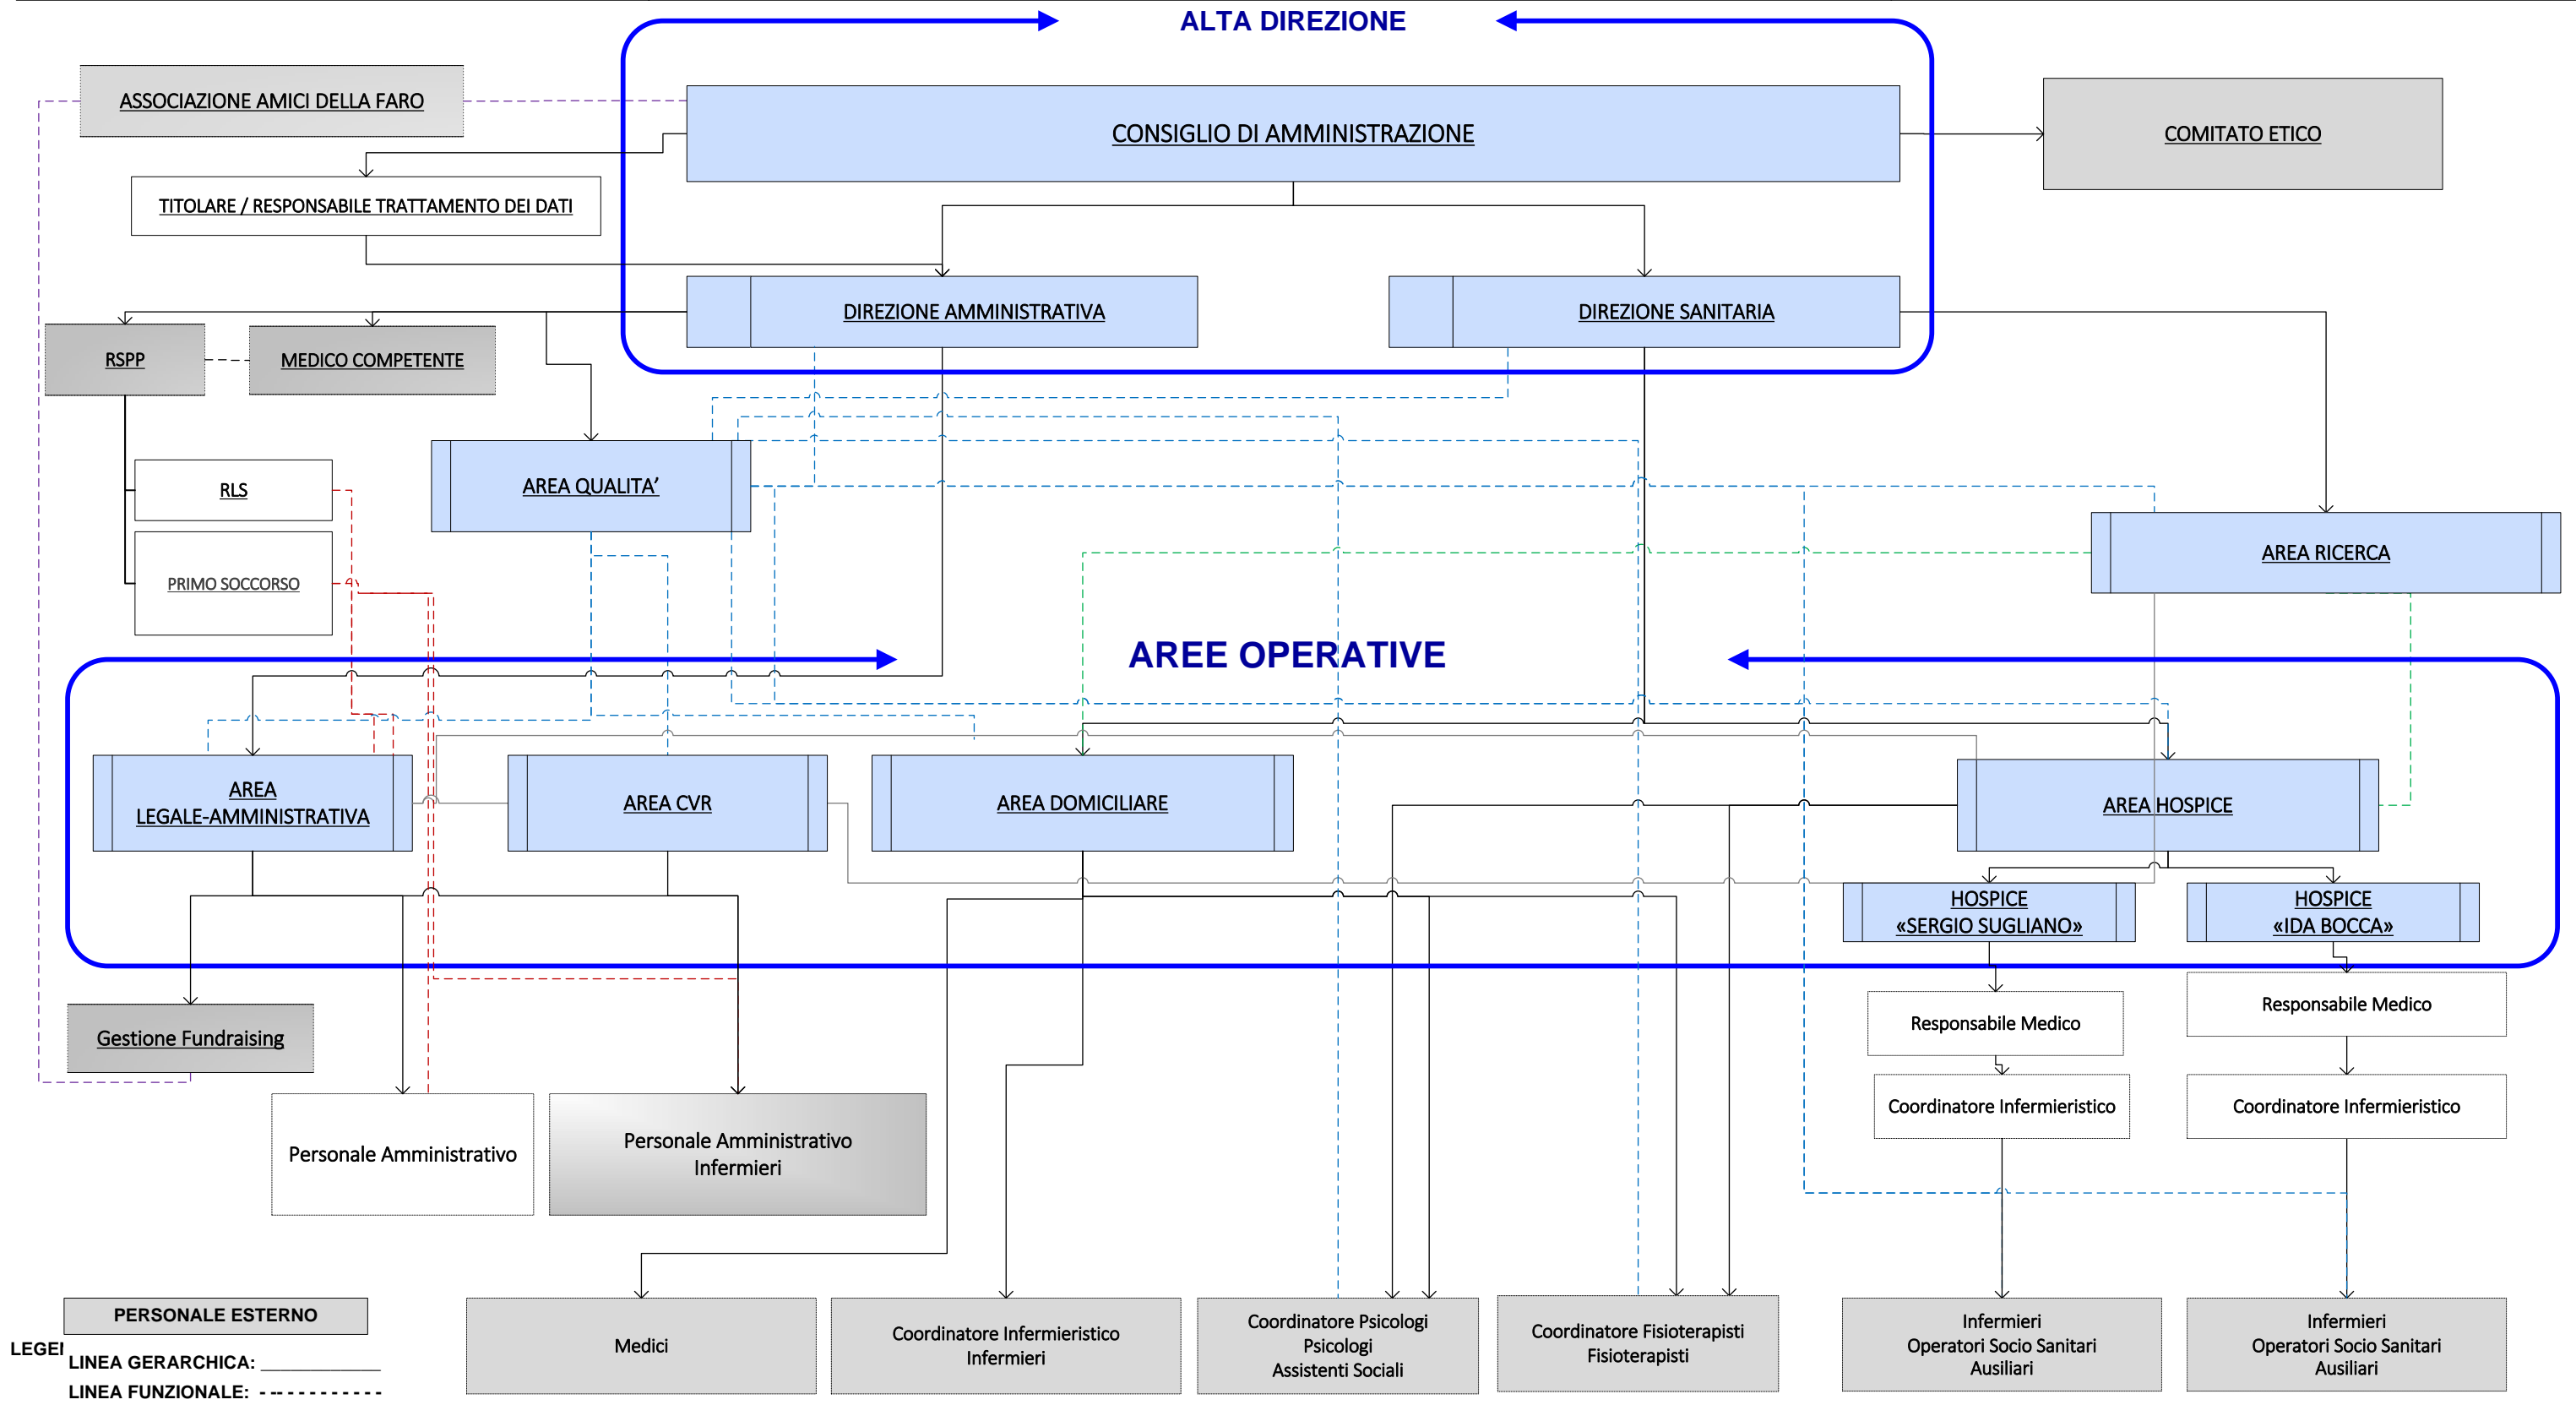 ALTA DIREZIONE
ASSOCIAZIONE AMICI DELLA FARO
CONSIGLIO DI AMMINISTRAZIONE
COMITATO ETICO
TITOLARE / RESPONSABILE TRATTAMENTO DEI DATI
DIREZIONE AMMINISTRATIVA
DIREZIONE SANITARIA
RSPP
MEDICO COMPETENTE
AREA QUALITA’
RLS
AREA RICERCA
PRIMO SOCCORSO
AREE OPERATIVE
AREA
LEGALE-AMMINISTRATIVA
AREA CVR
AREA DOMICILIARE
AREA HOSPICE
HOSPICE
«SERGIO SUGLIANO»
HOSPICE
«IDA BOCCA»
Gestione Fundraising
Responsabile Medico
Responsabile Medico
Personale Amministrativo
Personale Amministrativo
Infermieri
Coordinatore Infermieristico
Coordinatore Infermieristico
PERSONALE ESTERNO
LINEA GERARCHICA: ____________
LINEA FUNZIONALE: - -- - - - - - - - - -
Medici
Coordinatore Infermieristico
Infermieri
Coordinatore Psicologi
Psicologi
Assistenti Sociali
Coordinatore Fisioterapisti
Fisioterapisti
Infermieri
Operatori Socio Sanitari
Ausiliari
Infermieri
Operatori Socio Sanitari
Ausiliari